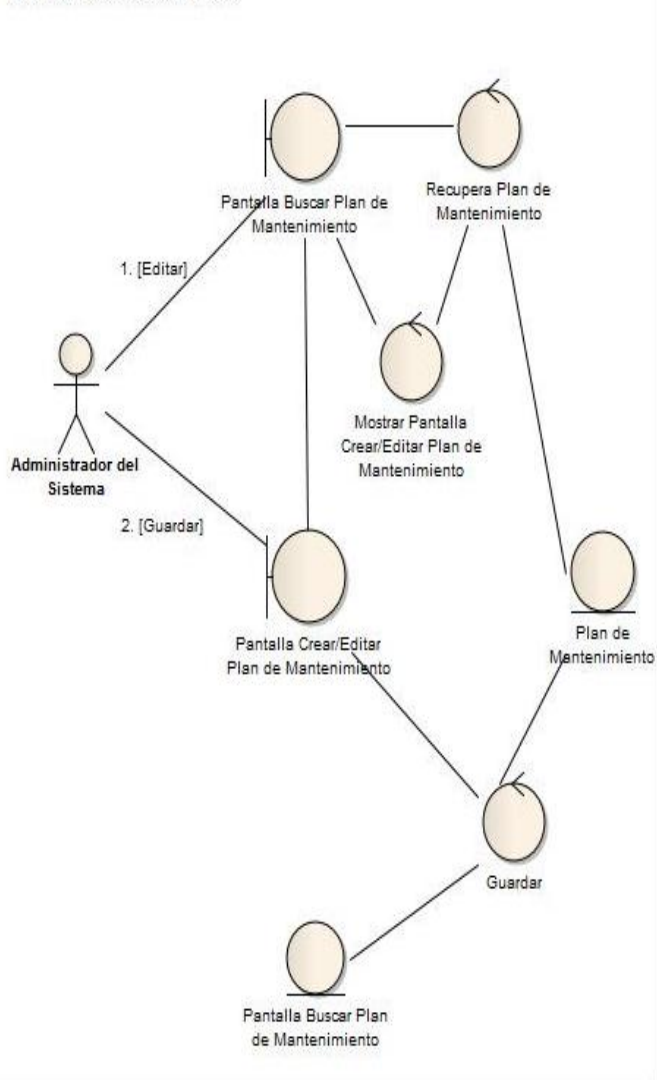 Pantalla Buscar Plan de
Mantenimiento
Recupera Plan de
Mantenimiento
1. [Editar]
Mostrar Pantalla
Crear/Editar Plan de
Mantenimiento
Administrador del
Sistema
2. [Guardar]
Pantalla Crear/Editar
Plan de Mantenimiento
Plan de
Mantenimiento
Guardar
Pantalla Buscar Plan
de Mantenimiento